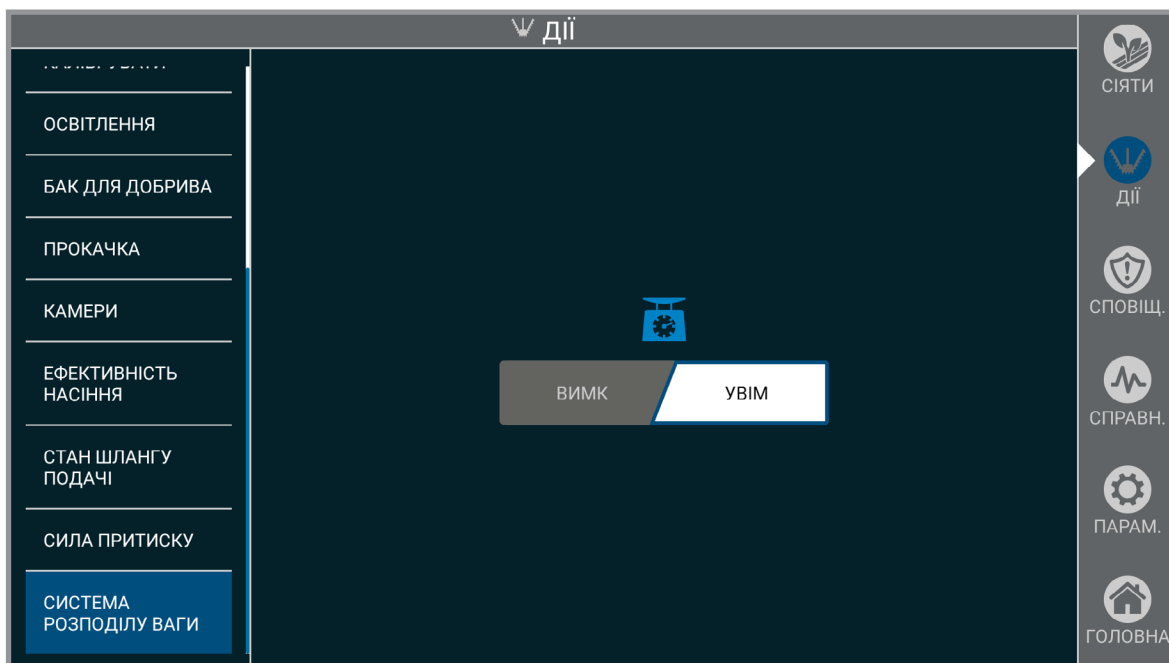 ДІЇ
ОСВІТЛЕННЯ
БАК ДЛЯ ДОБРИВА
ПРОКАЧКА
КАМЕРИ
ЕФЕКТИВНІСТЬ
НАСІННЯ
СТАН ШЛАНГУ
ПОДАЧІ
СИЛА ПРИТИСКУ
СИСТЕМА
РОЗПОДІЛУ ВАГИ
ВИМК
УВІМ
СІЯТИ
ДІЇ
СПОВІЩ.
СПРАВН.
ПАРАМ.
ГОЛОВНА